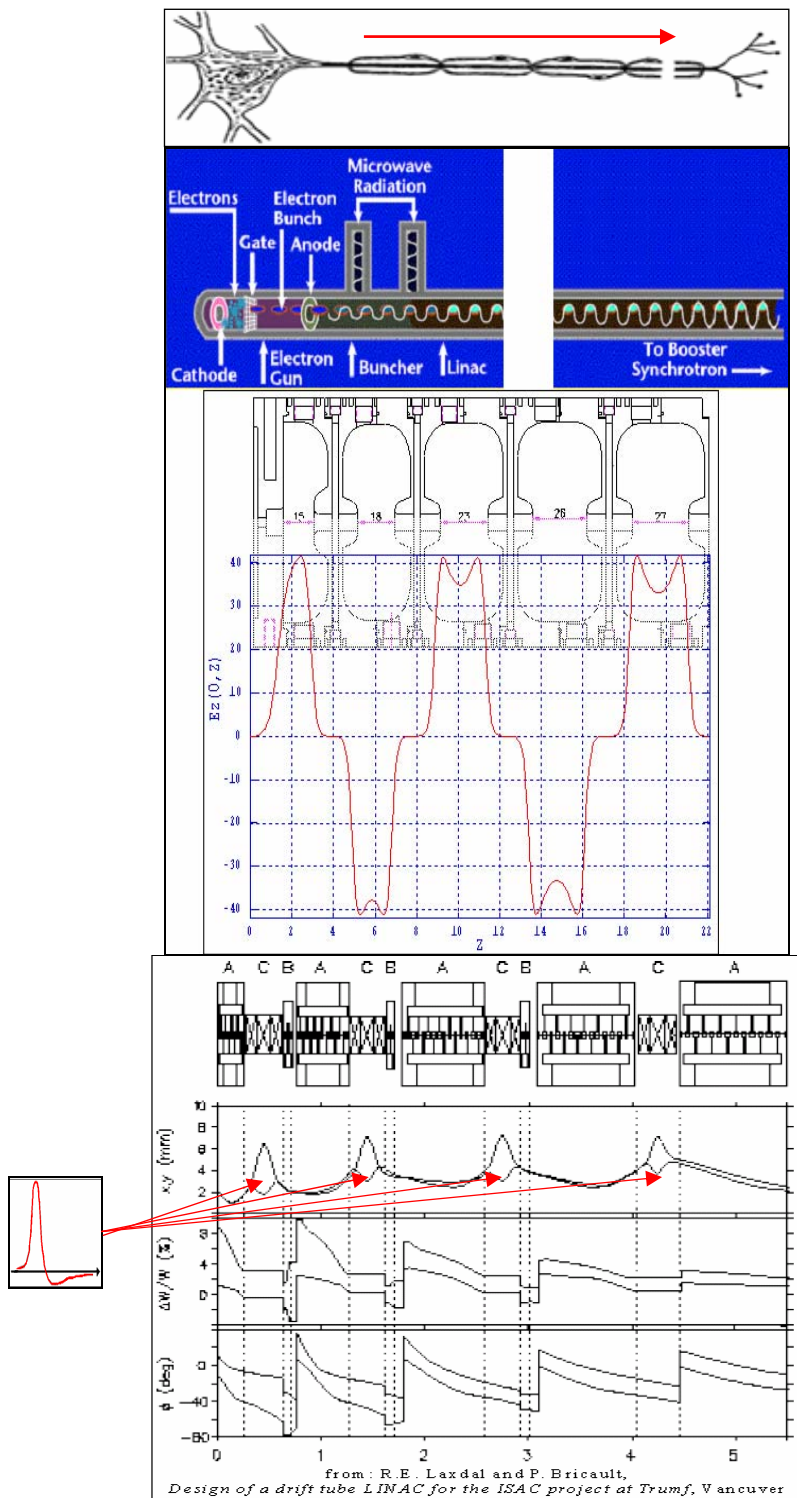 Microwave
Radiation
Electrons
Electron
Bunch
Gate
Anode
Cathode
Electron
Gun
Buncher
Linac
To Booster
Synchrotron
15 18 23 26 27
40
30
20
10
0
-10
-20
-30
-40
Ez(0,Z)
0 2 4 6 8 10 12 14 16 18 20 22
Z
A C B A C B A C B A C A
10
8
6
4
2
x,y (mm)
8
4
0
ΔW/W (%)
-0
-40
-80
φ (deg)
0 1 2 3 4 5
from: R.E. Laxdal and P. Bricault,
Design of a drift tube LINAC for the ISAC project at Trumf, Vancuver